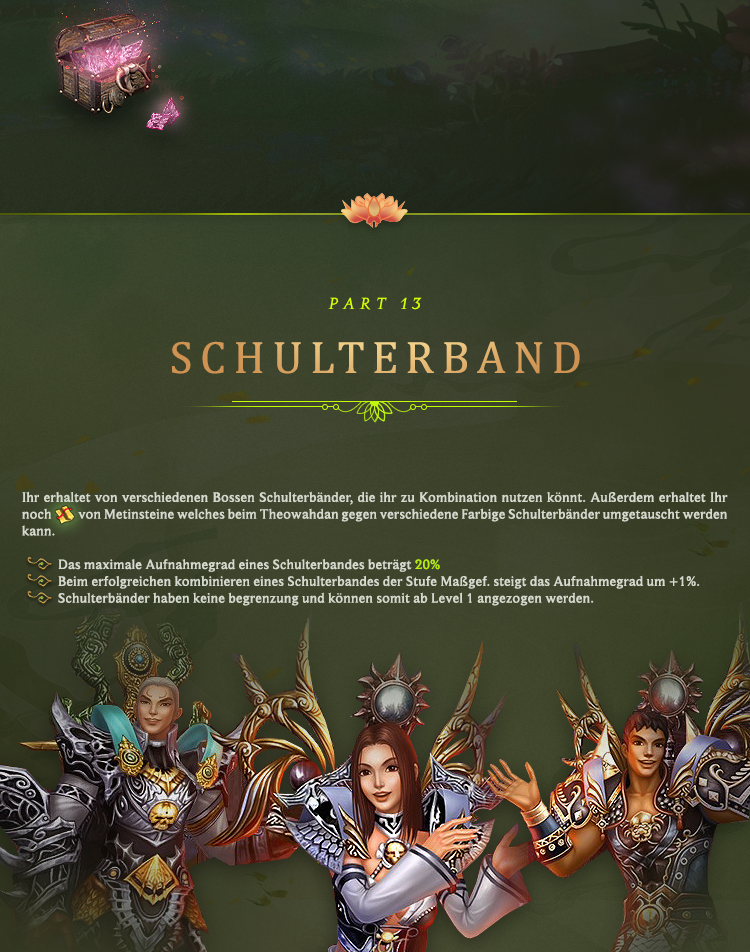 PART 13
SCHULTERBAND
Ihr erhaltet von verschiedenen Bossen Schulterbänder, die ihr zu Kombination nutzen könnt. Außerdem erhaltet Ihr
noch von Metinsteine welches beim Theowahdan gegen verschiedene Farbige Schulterbänder umgetauscht werden
kann.
Das maximale Aufnahmegrad eines Schulterbandes beträgt 20%
Beim erfolgreichen kombinieren eines Schulterbandes der Stufe Maßgef. steigt das Aufnahmegrad um +1%.
Schulterbänder haben keine begrenzung und können somit ab Level 1 angezogen werden.